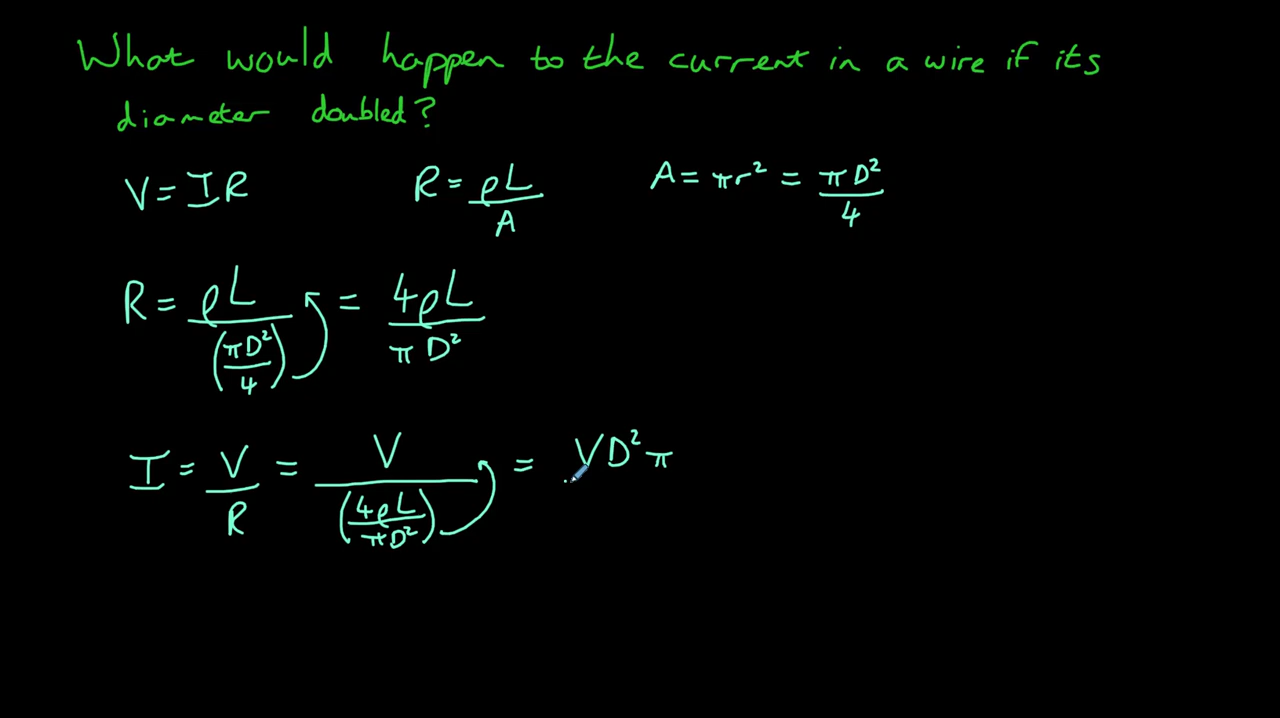 What would happen to the current in a wire if its
diameter doubled?
V = IR    R = ρL/A    A = πr² = πD²/4
R = ρL/(πD²/4) = 4ρL/πD²
I = V/R = V/(4ρL/πD²) = VD²π